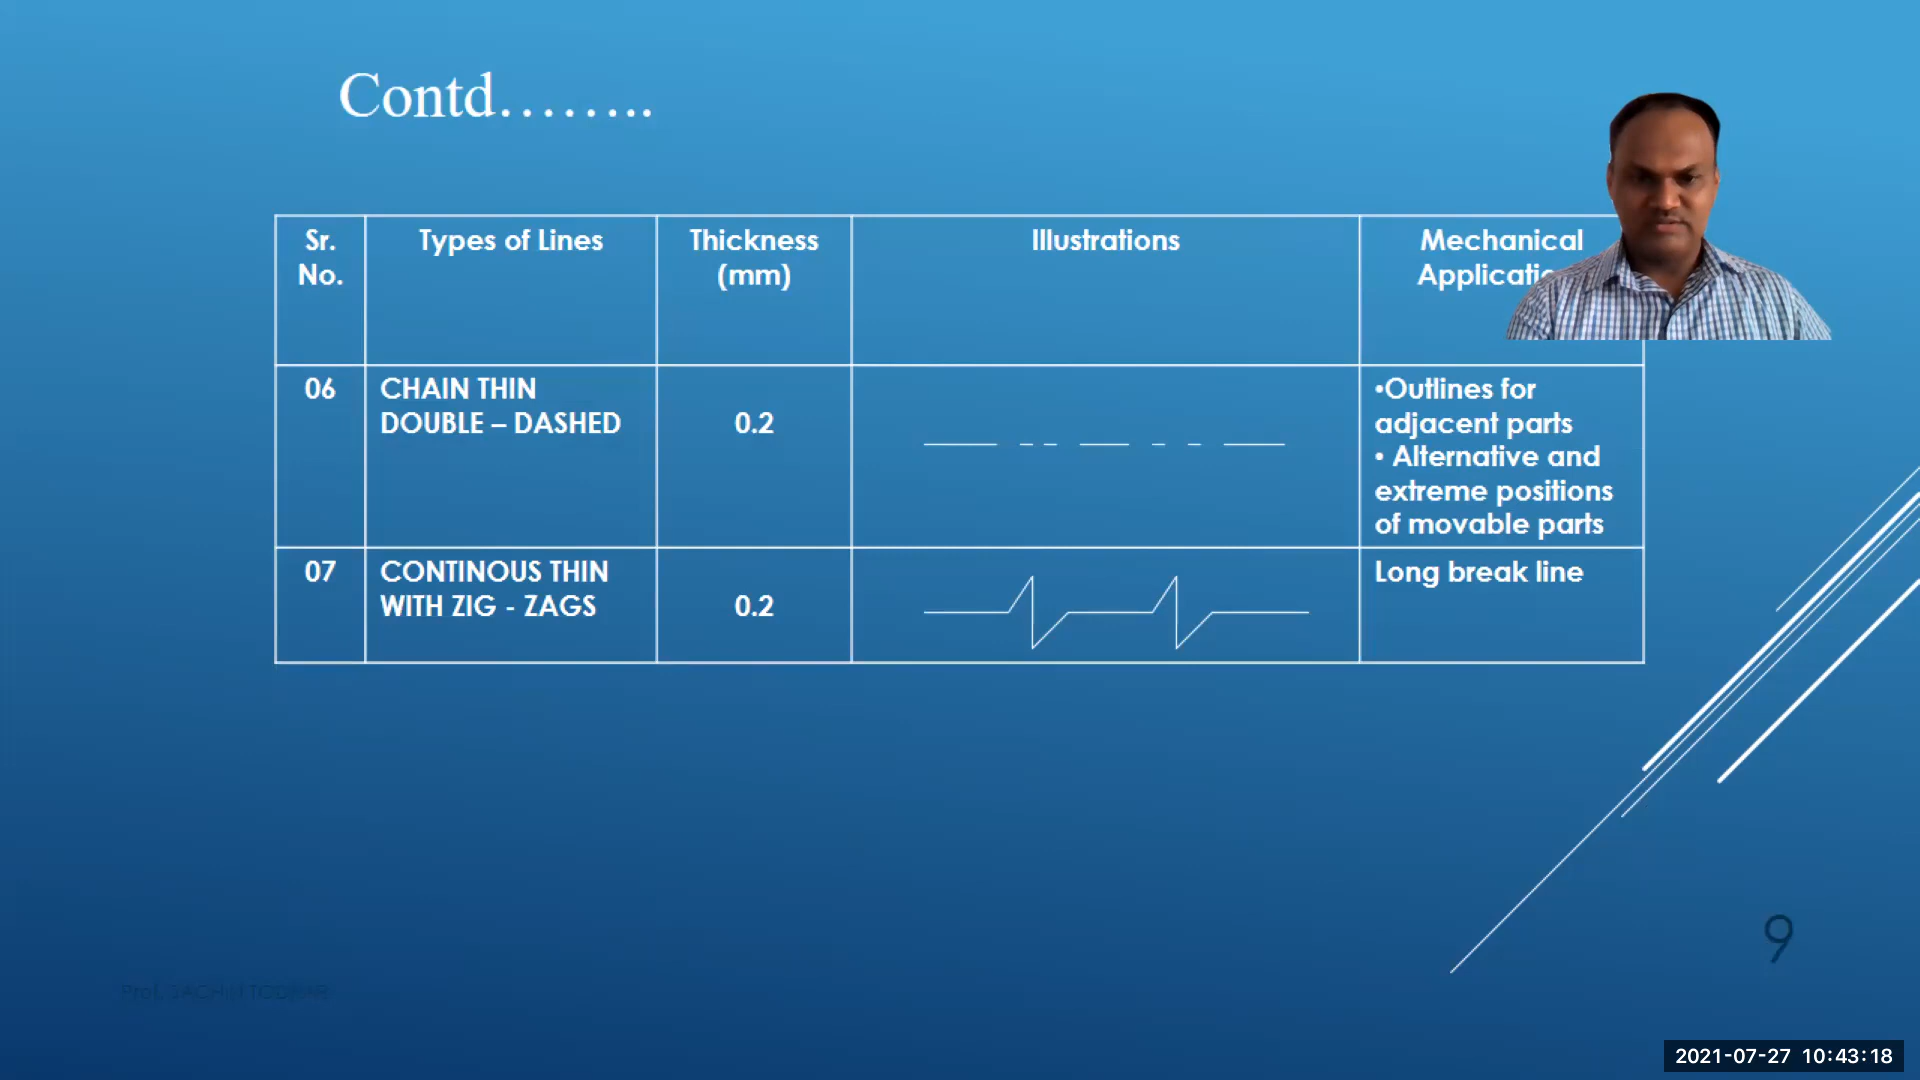 Contd……..
Sr.
No.
Types of Lines
Thickness
(mm)
Illustrations
Mechanical
06
CHAIN THIN
DOUBLE – DASHED
0.2
•Outlines for
adjacent parts
• Alternative and
extreme positions
of movable parts
07
CONTINOUS THIN
WITH ZIG - ZAGS
0.2
Long break line
9
Prof. SACHIN
2021-07-27 10:43:18